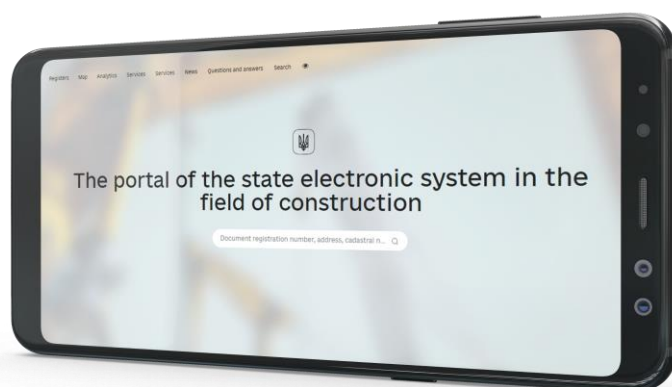 Registers Map Analytics Services Services News Questions and answers Search
The portal of the state electronic system in the
field of construction
Document registration number, address, cadastral n...